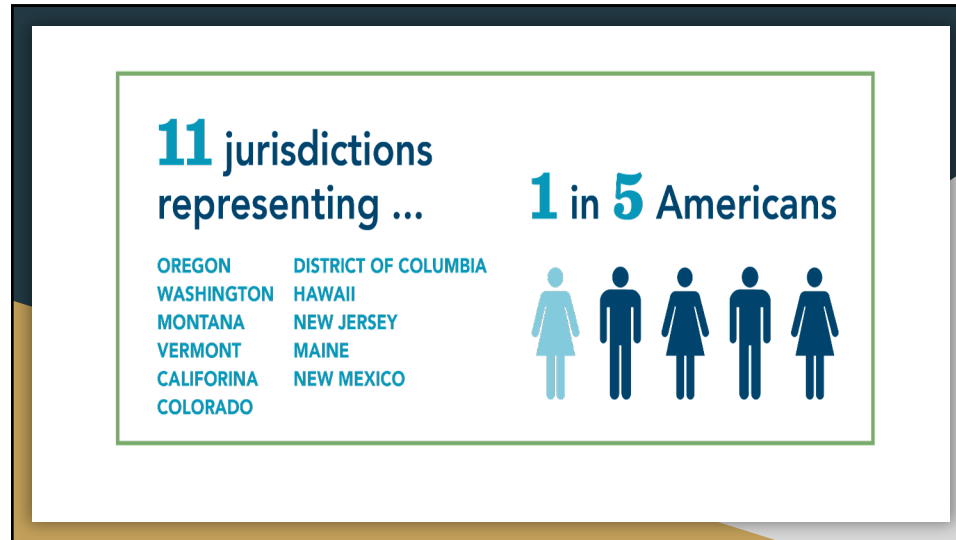 11 jurisdictions
representing ...
OREGON
WASHINGTON
MONTANA
VERMONT
CALIFORINA
COLORADO
DISTRICT OF COLUMBIA
HAWAII
NEW JERSEY
MAINE
NEW MEXICO
1 in 5 Americans